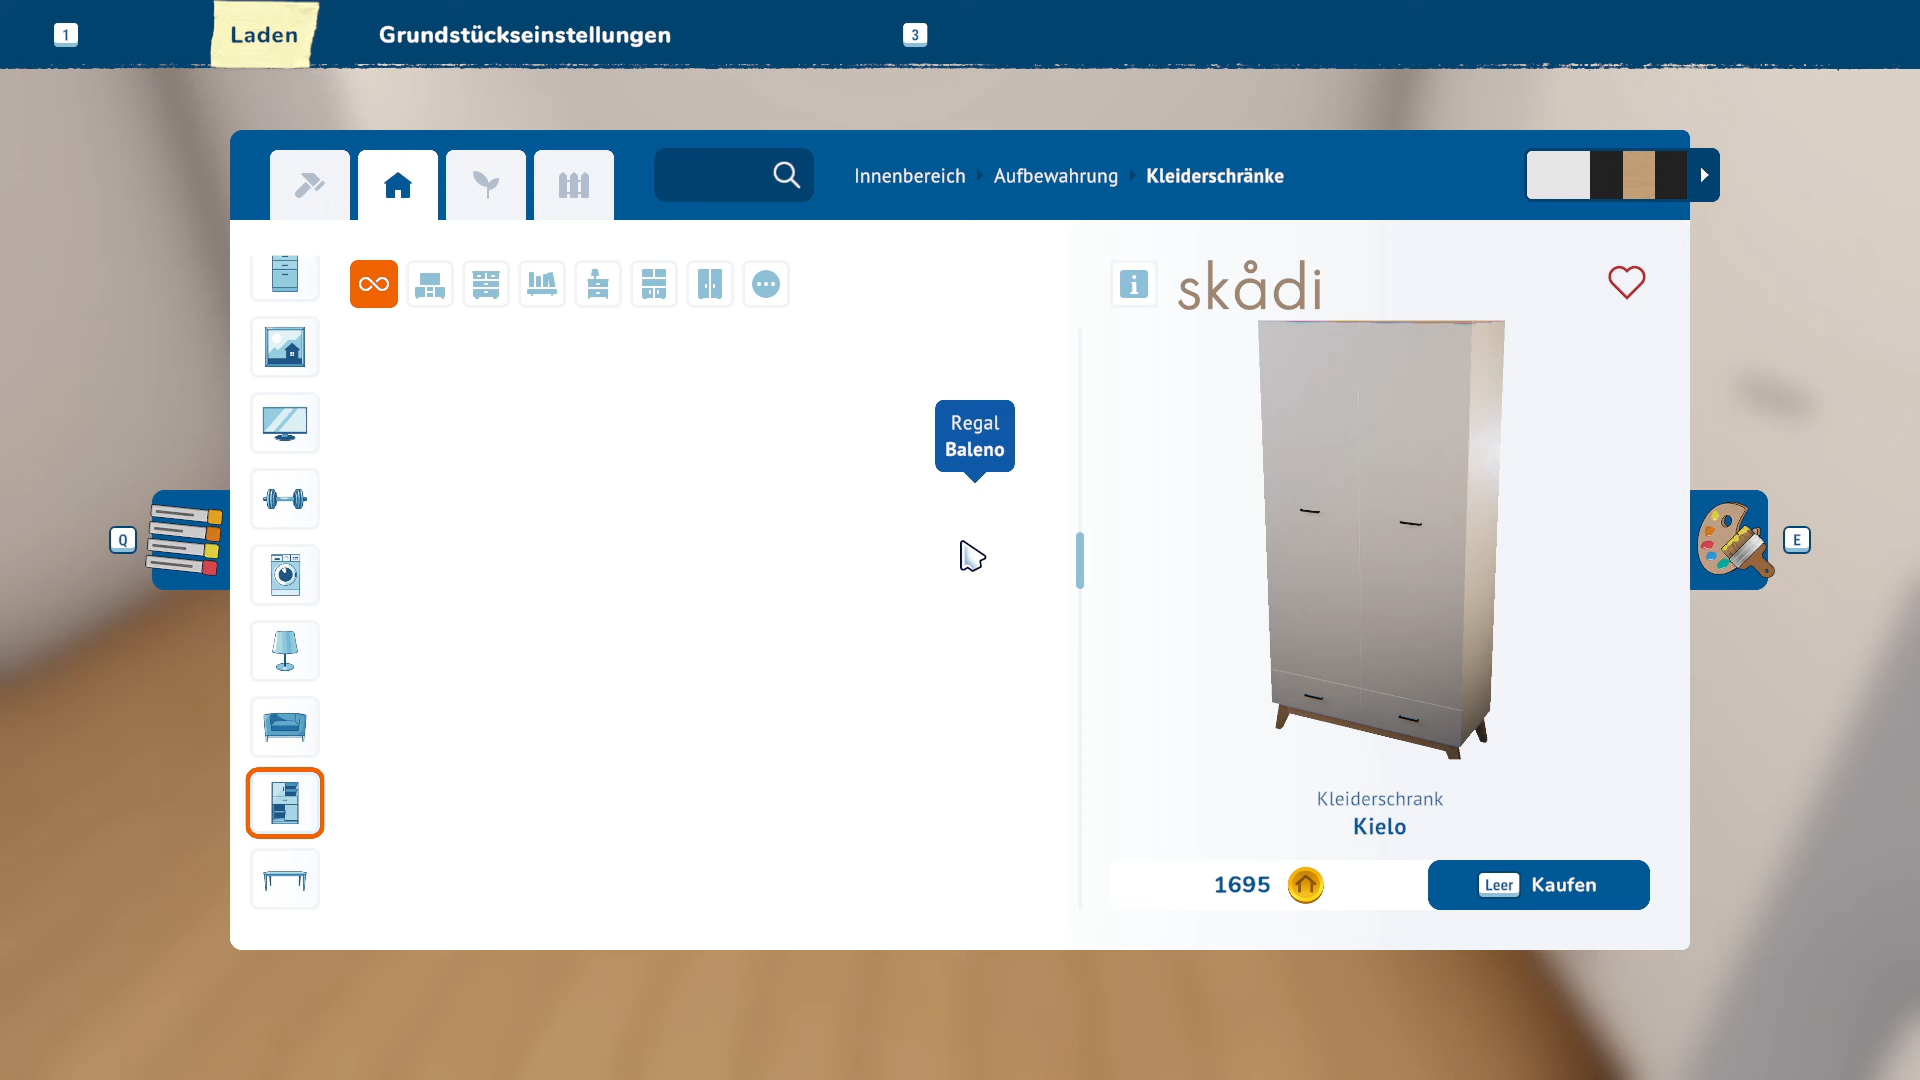 1
Laden
Grundstückseinstellungen
3
Innenbereich
Aufbewahrung
Kleiderschränke
i
skådi
Regal
Baleno
Q
E
Kleiderschrank
Kielo
1695
Leer
Kaufen